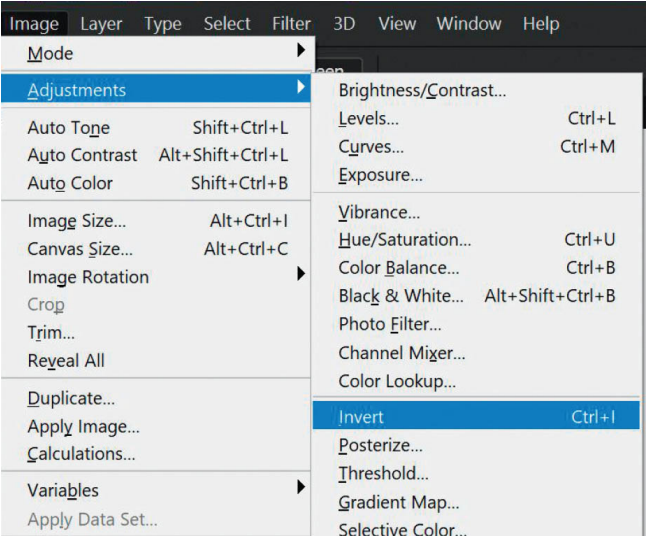 Image Layer Type Select Filter 3D View Window Help
Mode
Adjustments
Auto Tone Shift+Ctrl+L
Auto Contrast Alt+Shift+Ctrl+L
Auto Color Shift+Ctrl+B
Image Size... Alt+Ctrl+I
Canvas Size... Alt+Ctrl+C
Image Rotation
Crop
Trim...
Reveal All
Duplicate...
Apply Image...
Calculations...
Variables
Apply Data Set...
Brightness/Contrast...
Levels... Ctrl+L
Curves... Ctrl+M
Exposure...
Vibrance...
Hue/Saturation... Ctrl+U
Color Balance... Ctrl+B
Black & White... Alt+Shift+Ctrl+B
Photo Filter...
Channel Mixer...
Color Lookup...
Invert Ctrl+I
Posterize...
Threshold...
Gradient Map...
Selective Color...